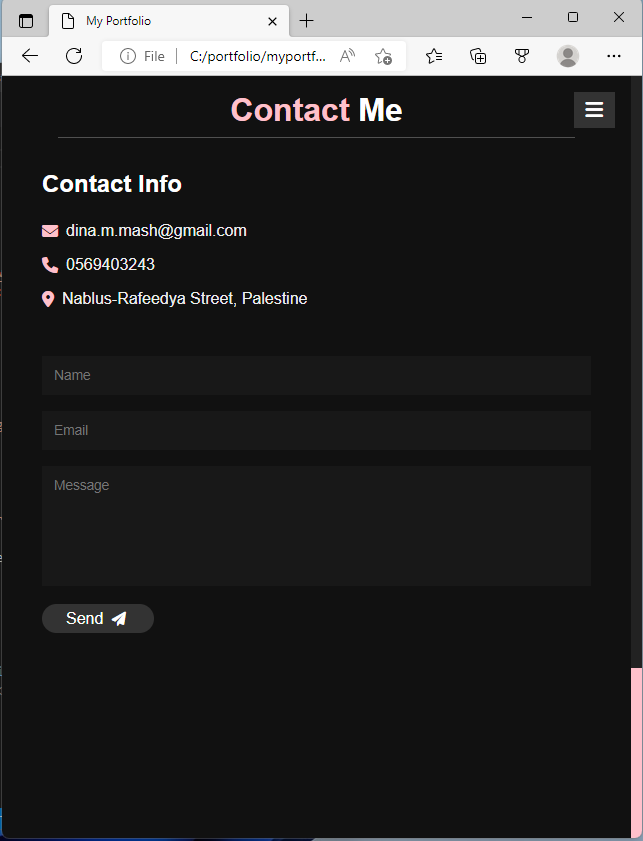 My Portfolio
File C:/portfolio/myportf...
Contact Me
Contact Info
dina.m.mash@gmail.com
0569403243
Nablus-Rafeedya Street, Palestine
Name
Email
Message
Send